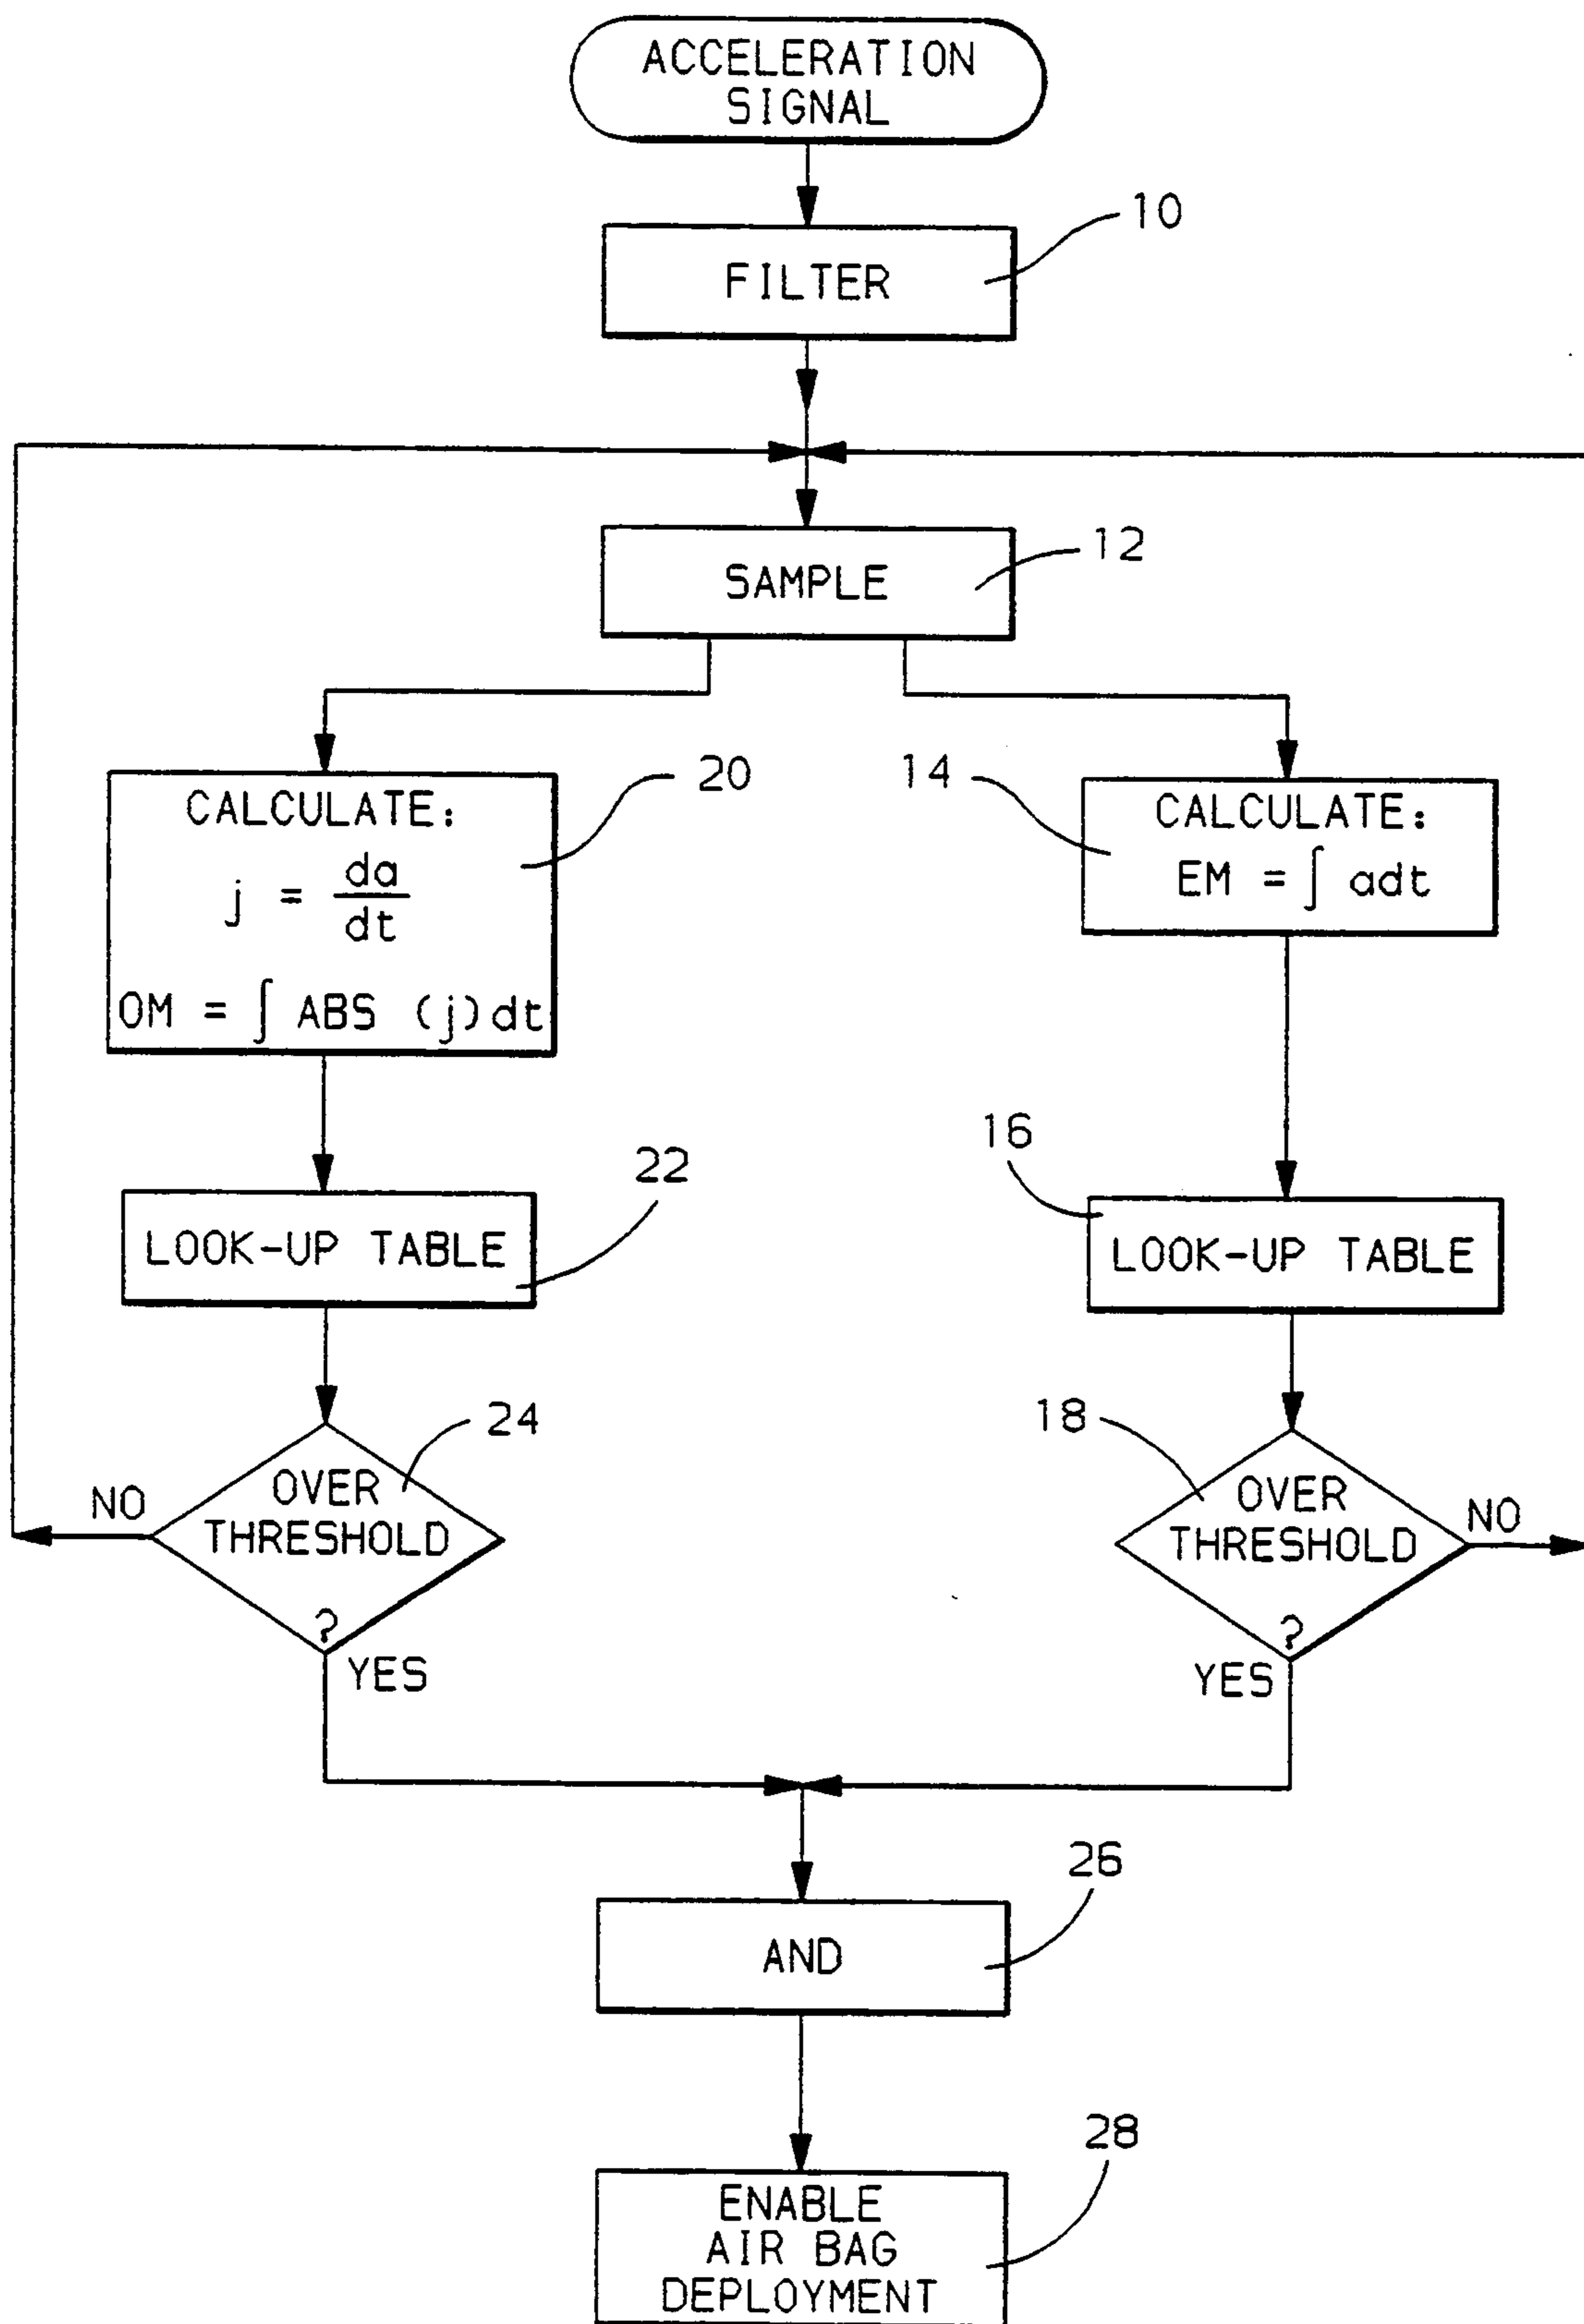 ACCELERATION
SIGNAL
10
FILTER
12
SAMPLE
20
CALCULATE:
j = da/dt
OM = ∫ ABS (j)dt
14
CALCULATE:
EM = ∫ adt
22
LOOK-UP TABLE
16
LOOK-UP TABLE
24
NO
OVER
THRESHOLD
?
YES
18
OVER
THRESHOLD
?
NO
YES
26
AND
28
ENABLE
AIR BAG
DEPLOYMENT